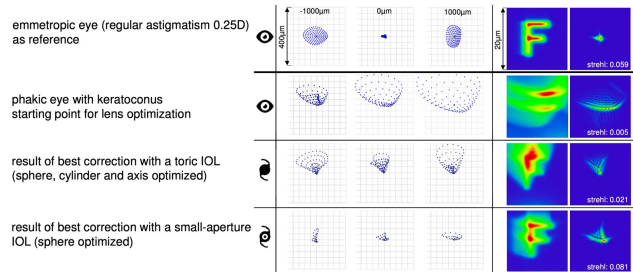 emmetropic eye (regular astigmatism 0.25D)
as reference
-1000µm
0µm
1000µm
400µm
20µm
strehl: 0.059
phakic eye with keratoconus
starting point for lens optimization
strehl: 0.005
result of best correction with a toric IOL
(sphere, cylinder and axis optimized)
strehl: 0.021
result of best correction with a small-aperture
IOL (sphere optimized)
strehl: 0.081